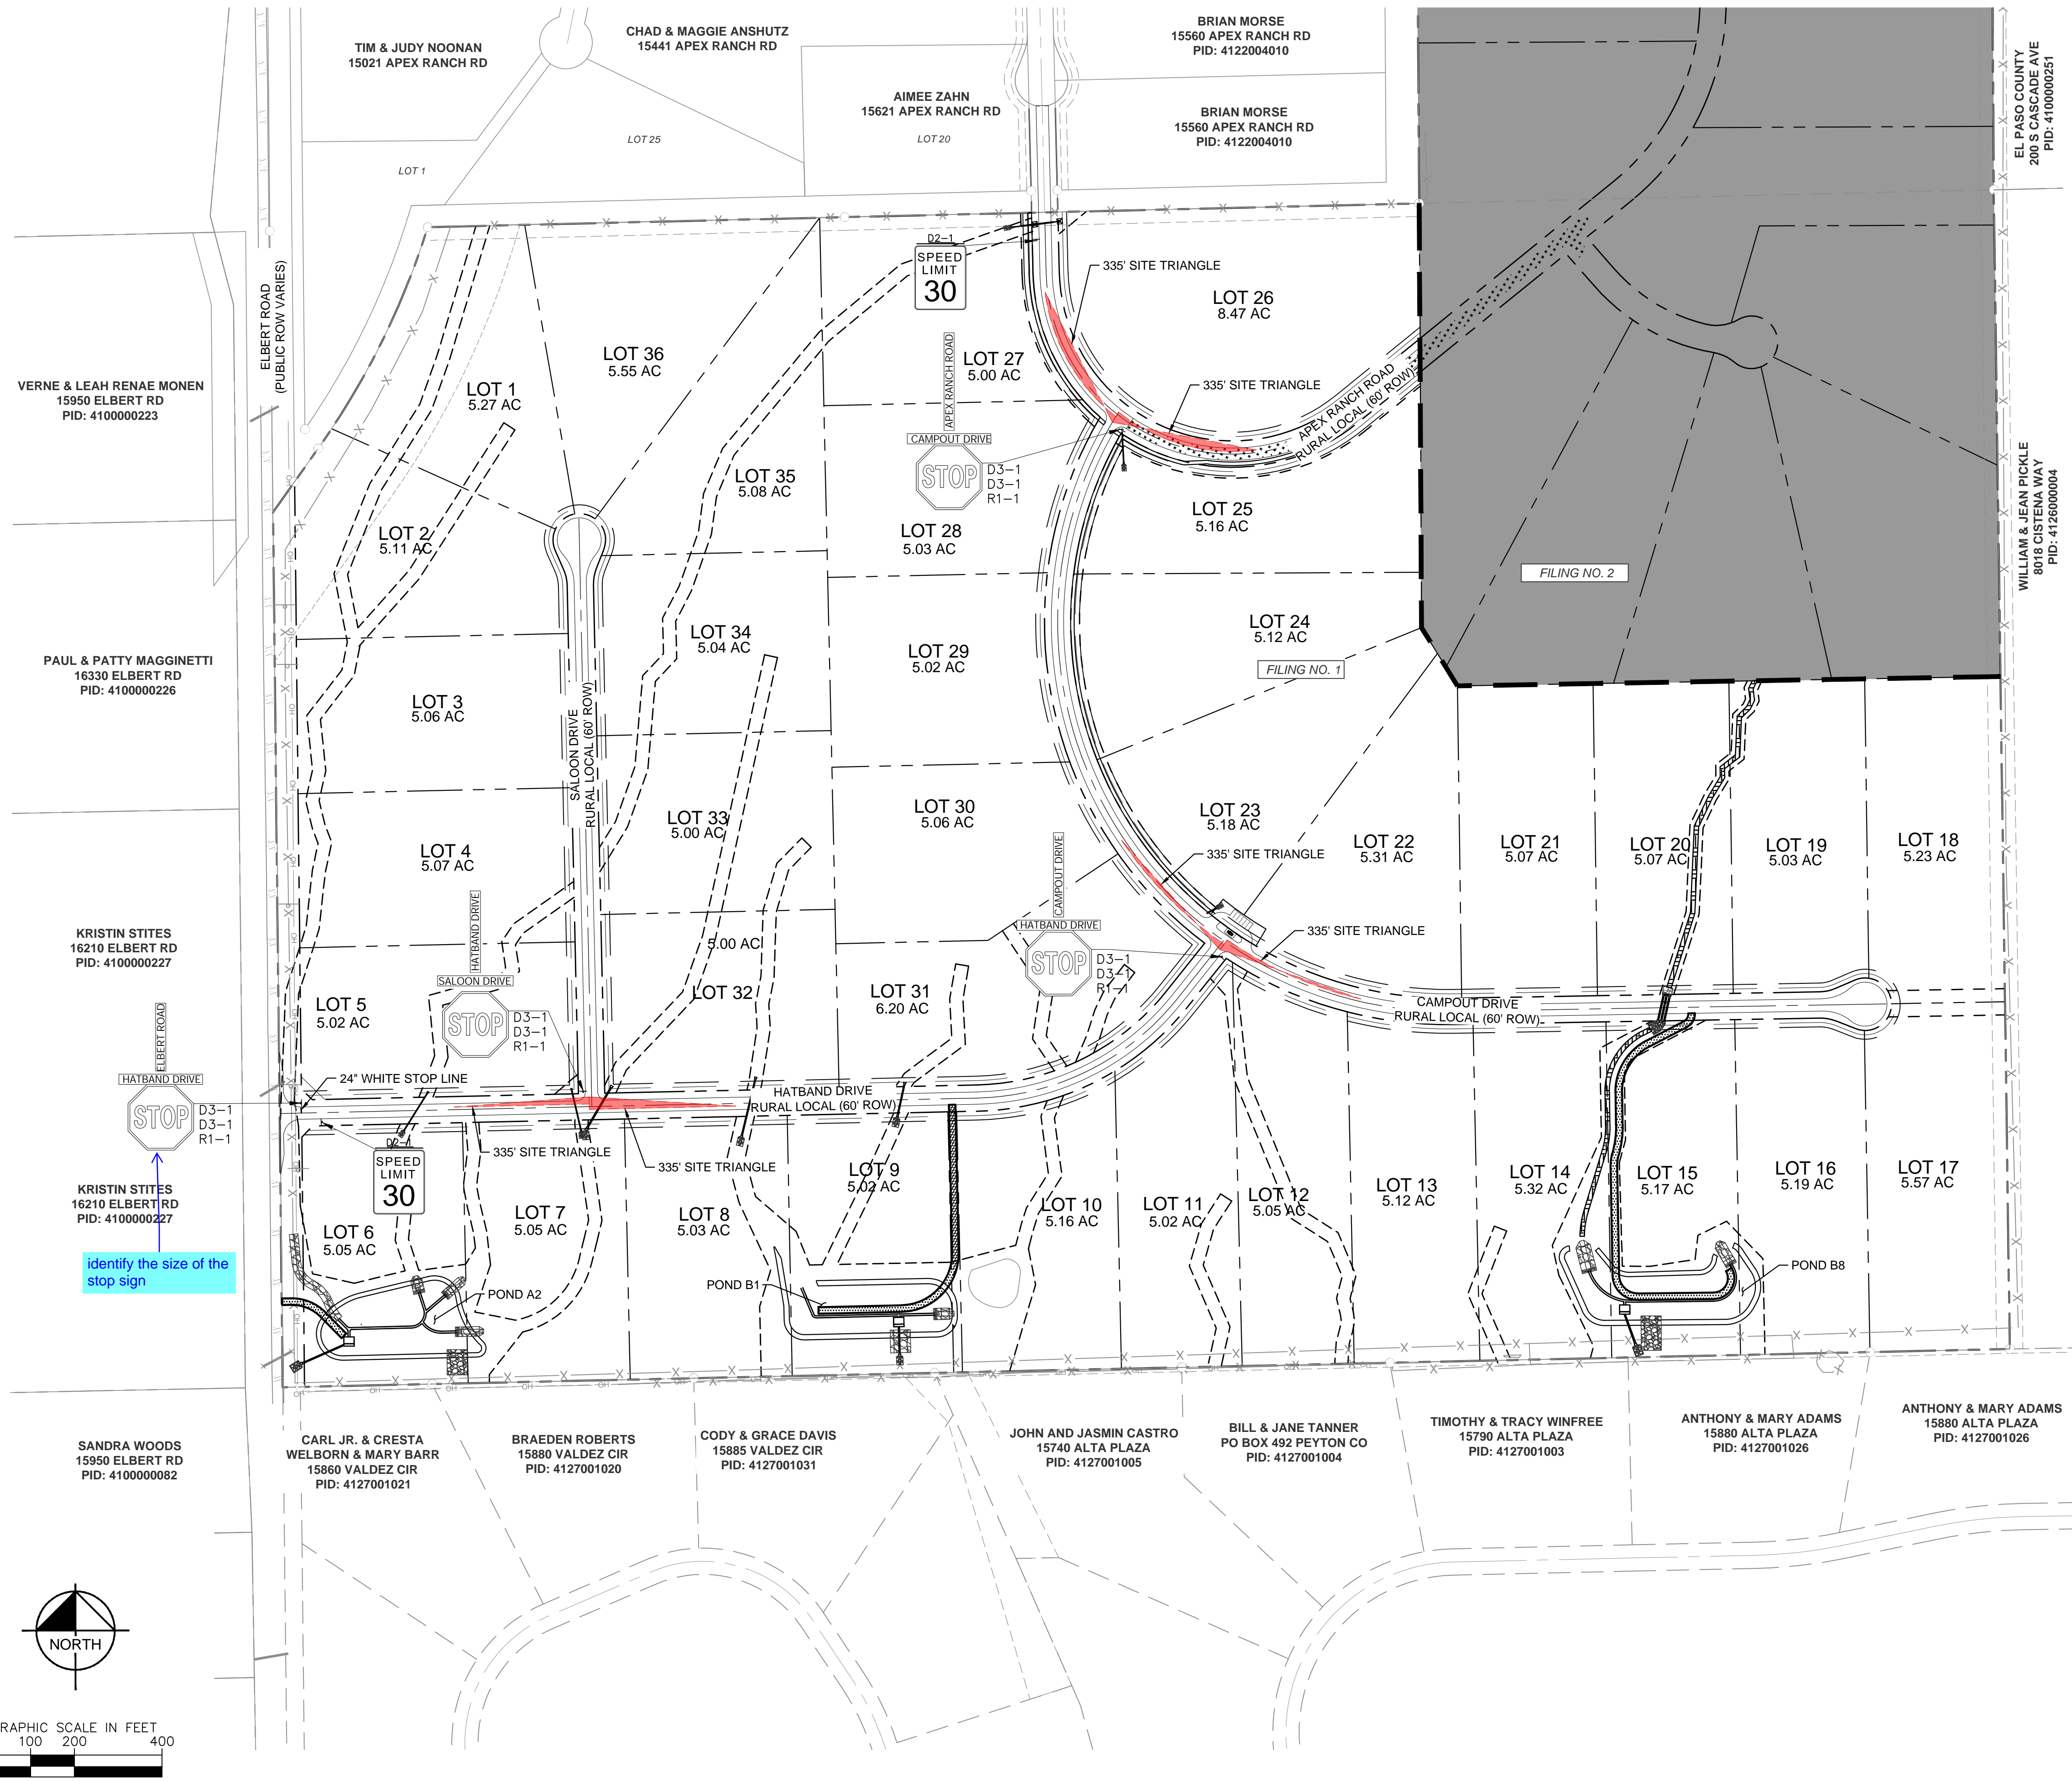 TIM & JUDY NOONAN
15021 APEX RANCH RD
CHAD & MAGGIE ANSHUTZ
15441 APEX RANCH RD
BRIAN MORSE
15560 APEX RANCH RD
PID: 4122004010
AIMEE ZAHN
15621 APEX RANCH RD
LOT 20
BRIAN MORSE
15560 APEX RANCH RD
PID: 4122004010
LOT 25
LOT 1
EL PASO COUNTY
200 S CASCADE AVE
PID: 4100000251
ELBERT ROAD
(PUBLIC ROW VARIES)
D2-1
SPEED
LIMIT
30
335' SITE TRIANGLE
LOT 26
8.47 AC
LOT 36
5.55 AC
LOT 27
5.00 AC
APEX RANCH ROAD
LOT 1
5.27 AC
335' SITE TRIANGLE
APEX RANCH ROAD
RURAL LOCAL (60' ROW)
VERNE & LEAH RENAE MONEN
15950 ELBERT RD
PID: 4100000223
CAMPOUT DRIVE
STOP
D3-1
D3-1
R1-1
LOT 35
5.08 AC
LOT 25
5.16 AC
LOT 2
5.11 AC
LOT 28
5.03 AC
WILLIAM & JEAN PICKLE
8018 CISTENA WAY
PID: 4126000004
FILING NO. 2
LOT 34
5.04 AC
LOT 24
5.12 AC
LOT 29
5.02 AC
FILING NO. 1
PAUL & PATTY MAGGINETTI
16330 ELBERT RD
PID: 4100000226
LOT 3
5.06 AC
SALOON DRIVE
RURAL LOCAL (60' ROW)
LOT 33
5.00 AC
LOT 30
5.06 AC
LOT 23
5.18 AC
LOT 4
5.07 AC
335' SITE TRIANGLE
LOT 22
5.31 AC
LOT 21
5.07 AC
LOT 20
5.07 AC
LOT 19
5.03 AC
LOT 18
5.23 AC
KRISTIN STITES
16210 ELBERT RD
PID: 4100000227
HATBAND DRIVE
SALOON DRIVE
STOP
D3-1
D3-1
R1-1
5.00 AC
LOT 32
CAMPOUT DRIVE
HATBAND DRIVE
STOP
D3-1
D3-1
R1-1
335' SITE TRIANGLE
LOT 31
6.20 AC
LOT 5
5.02 AC
CAMPOUT DRIVE
RURAL LOCAL (60' ROW)
ELBERT ROAD
HATBAND DRIVE
STOP
D3-1
D3-1
R1-1
24" WHITE STOP LINE
HATBAND DRIVE
RURAL LOCAL (60' ROW)
D2-1
SPEED
LIMIT
30
335' SITE TRIANGLE
335' SITE TRIANGLE
KRISTIN STITES
16210 ELBERT RD
PID: 4100000227
identify the size of the
stop sign
LOT 6
5.05 AC
LOT 7
5.05 AC
LOT 8
5.03 AC
LOT 9
5.02 AC
LOT 10
5.16 AC
LOT 11
5.02 AC
LOT 12
5.05 AC
LOT 13
5.12 AC
LOT 14
5.32 AC
LOT 15
5.17 AC
LOT 16
5.19 AC
LOT 17
5.57 AC
POND A2
POND B1
POND B8
SANDRA WOODS
15950 ELBERT RD
PID: 4100000082
CARL JR. & CRESTA
WELBORN & MARY BARR
15860 VALDEZ CIR
PID: 4127001021
BRAEDEN ROBERTS
15880 VALDEZ CIR
PID: 4127001020
CODY & GRACE DAVIS
15885 VALDEZ CIR
PID: 4127001031
JOHN AND JASMIN CASTRO
15740 ALTA PLAZA
PID: 4127001005
BILL & JANE TANNER
PO BOX 492 PEYTON CO
PID: 4127001004
TIMOTHY & TRACY WINFREE
15790 ALTA PLAZA
PID: 4127001003
ANTHONY & MARY ADAMS
15880 ALTA PLAZA
PID: 4127001026
ANTHONY & MARY ADAMS
15880 ALTA PLAZA
PID: 4127001026
NORTH
RAPHIC SCALE IN FEET
100 200 400